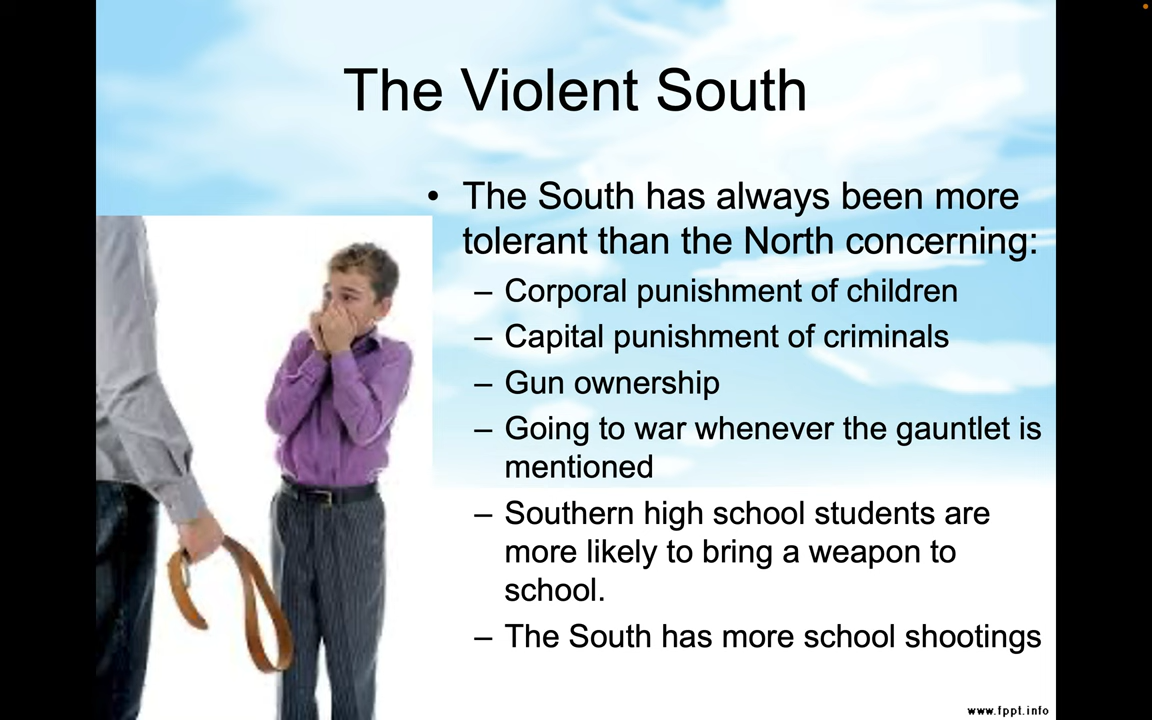 The Violent South
• The South has always been more
tolerant than the North concerning:
– Corporal punishment of children
– Capital punishment of criminals
– Gun ownership
– Going to war whenever the gauntlet is
mentioned
– Southern high school students are
more likely to bring a weapon to
school.
– The South has more school shootings
www.fppt.info